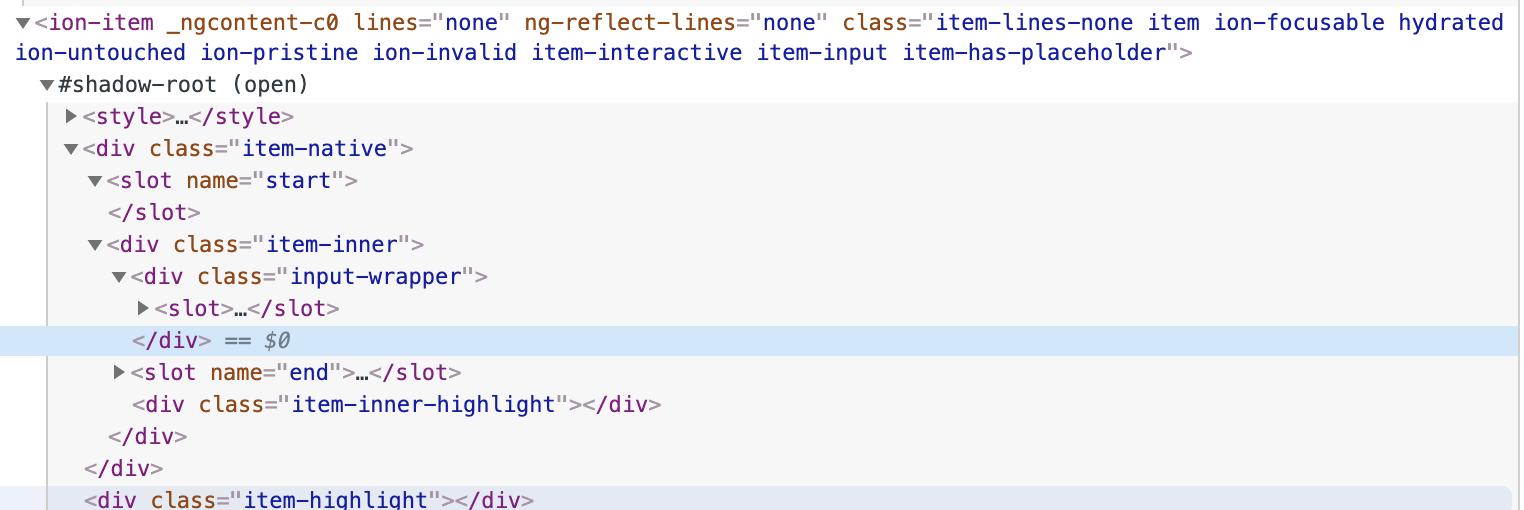 <ion-item _ngcontent-c0 lines="none" ng-reflect-lines="none" class="item-lines-none item ion-focusable hydrated
ion-untouched ion-pristine ion-invalid item-interactive item-input item-has-placeholder">
#shadow-root (open)
<style>…</style>
<div class="item-native">
<slot name="start">
</slot>
<div class="item-inner">
<div class="input-wrapper">
<slot>…</slot>
</div> == $0
<slot name="end">…</slot>
<div class="item-inner-highlight"></div>
</div>
</div>
<div class="item-highlight"></div>